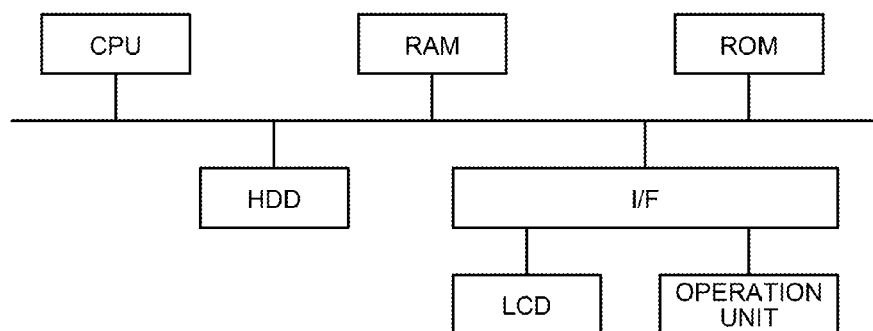 CPU
RAM
ROM
HDD
I/F
LCD
OPERATION
UNIT